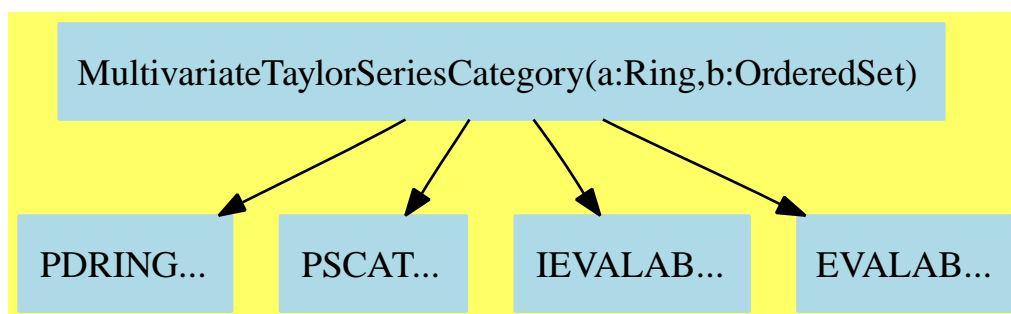 MultivariateTaylorSeriesCategory(a:Ring,b:OrderedSet)
PDRING...
PSCAT...
IEVALAB...
EVALAB...